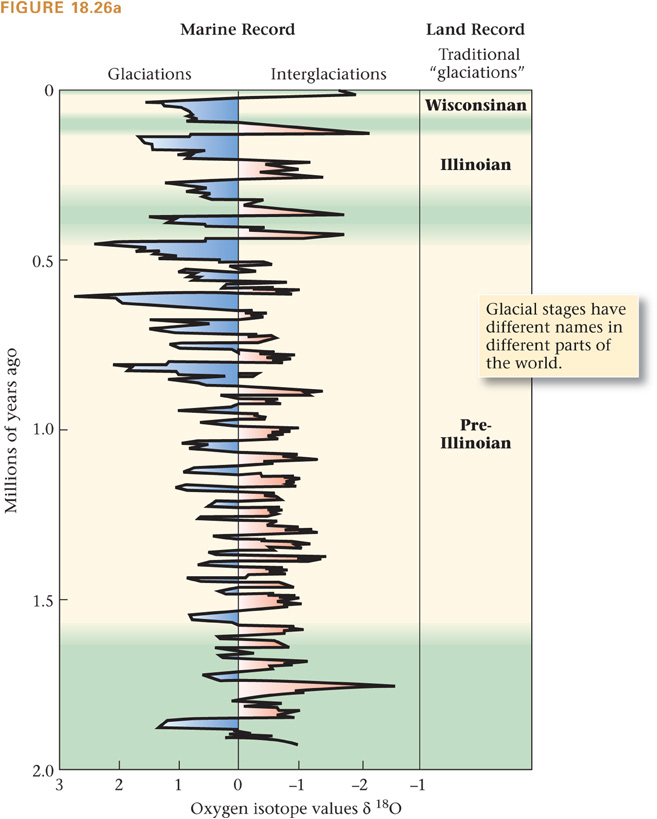 FIGURE 18.26a
Marine Record
Land Record
Glaciations
Interglaciations
Traditional
“glaciations”
0
Wisconsinan
Illinoian
0.5
Glacial stages have
different names in
different parts of
the world.
Millions of years ago
1.0
Pre-
Illinoian
1.5
2.0
3 2 1 0 –1 –2 –1
Oxygen isotope values δ ¹⁸O